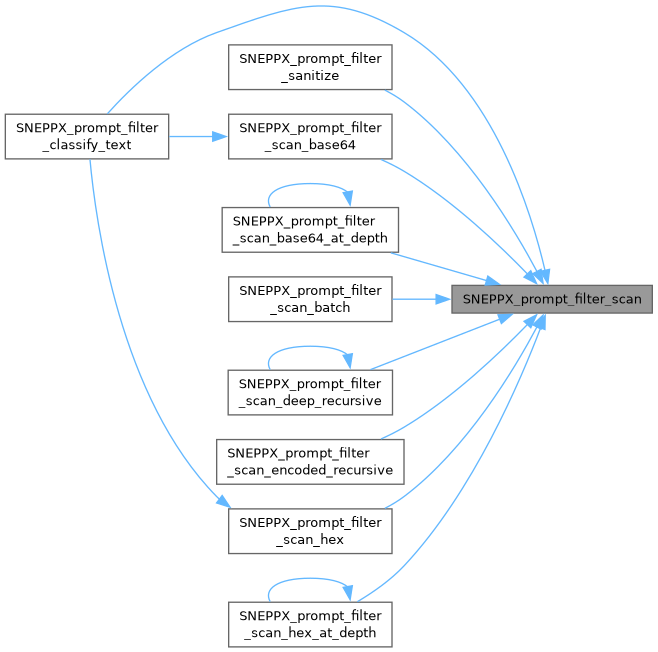 SNEPPX_prompt_filter
_sanitize
SNEPPX_prompt_filter
_classify_text
SNEPPX_prompt_filter
_scan_base64
SNEPPX_prompt_filter
_scan_base64_at_depth
SNEPPX_prompt_filter
_scan_batch
SNEPPX_prompt_filter_scan
SNEPPX_prompt_filter
_scan_deep_recursive
SNEPPX_prompt_filter
_scan_encoded_recursive
SNEPPX_prompt_filter
_scan_hex
SNEPPX_prompt_filter
_scan_hex_at_depth